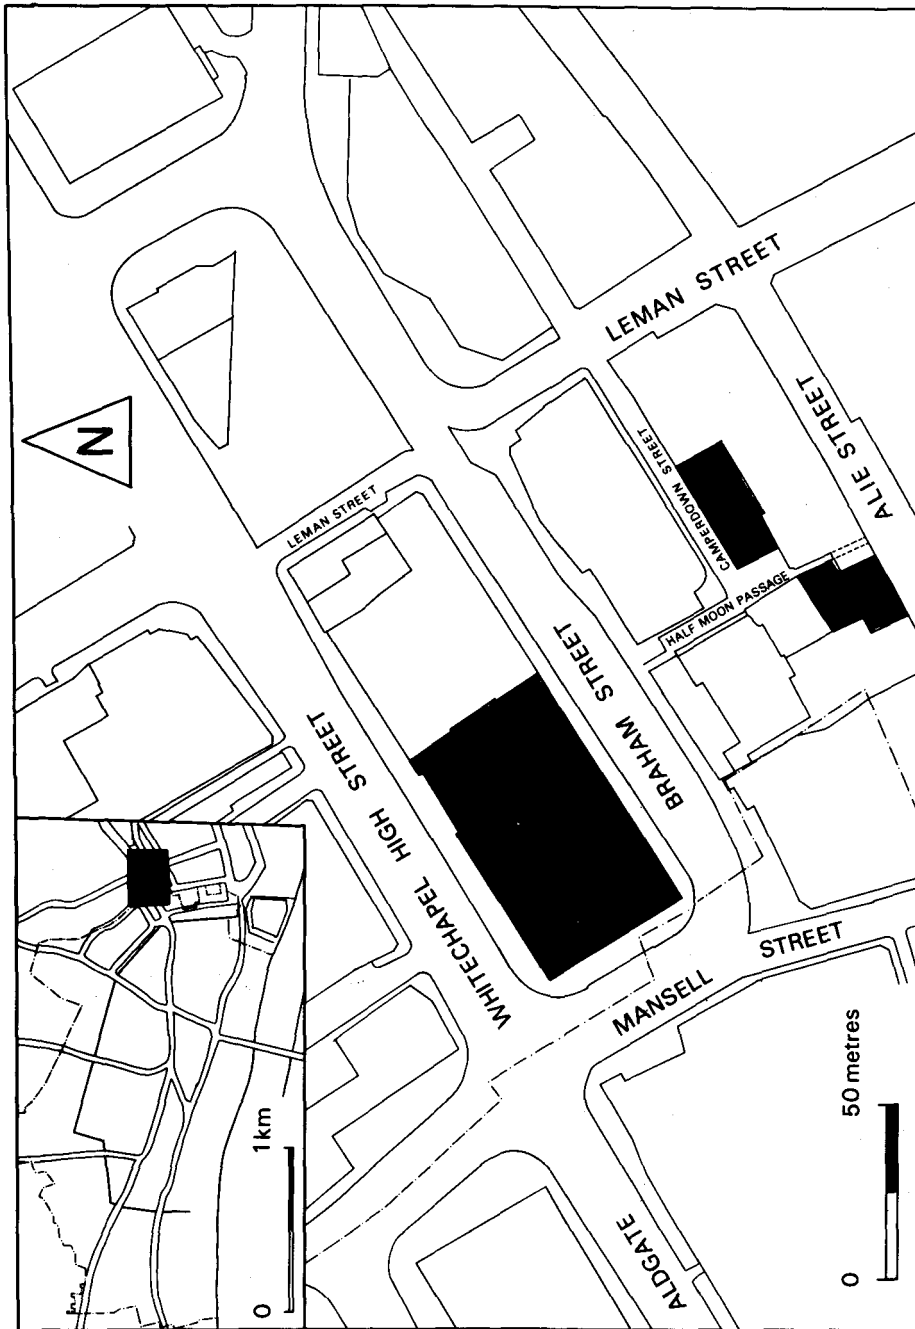 N
LEMAN STREET
WHITECHAPEL HIGH STREET
BRAHAM STREET
LEMAN STREET
CAMPERDOWN STREET
HALF MOON PASSAGE
ALIE STREET
MANSELL STREET
ALDGATE
0 1km
0 50 metres